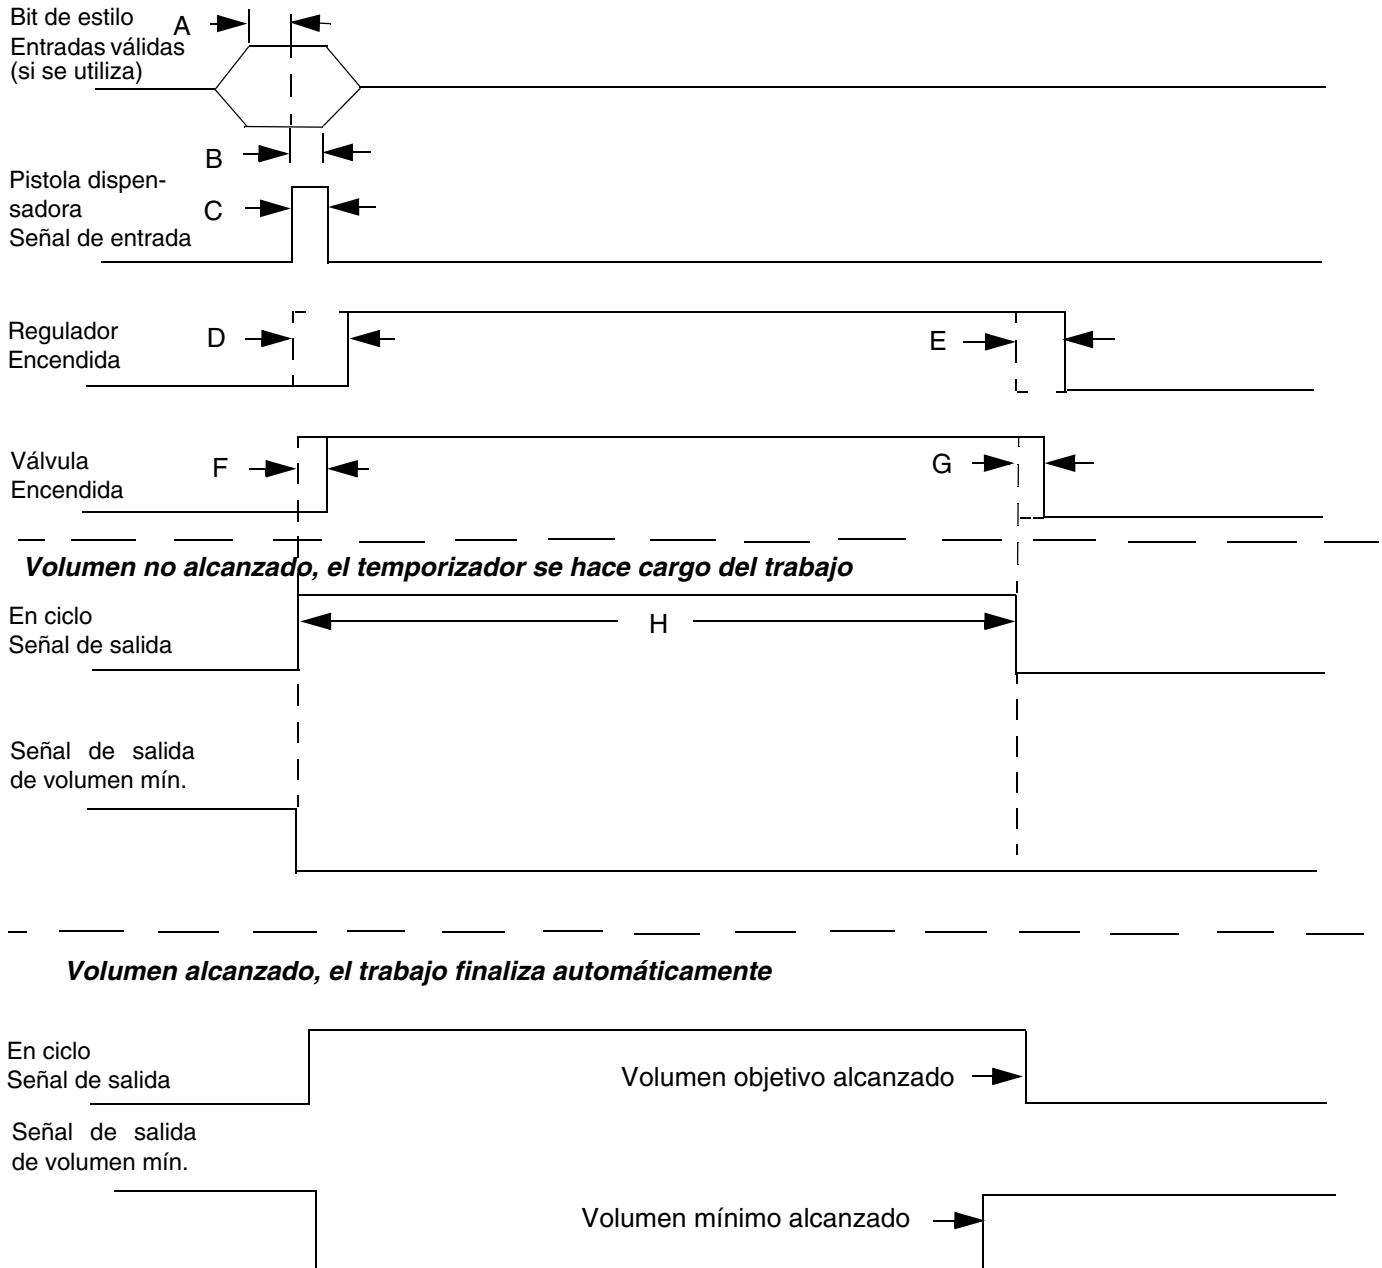 Bit de estilo
A
Entradas válidas
(si se utiliza)
B
Pistola dispen-
sadora
C
Señal de entrada
Regulador
D
E
Encendida
Válvula
F
G
Encendida
Volumen no alcanzado, el temporizador se hace cargo del trabajo
En ciclo
H
Señal de salida
Señal de salida
de volumen mín.
Volumen alcanzado, el trabajo finaliza automáticamente
En ciclo
Señal de salida
Volumen objetivo alcanzado
Señal de salida
de volumen mín.
Volumen mínimo alcanzado